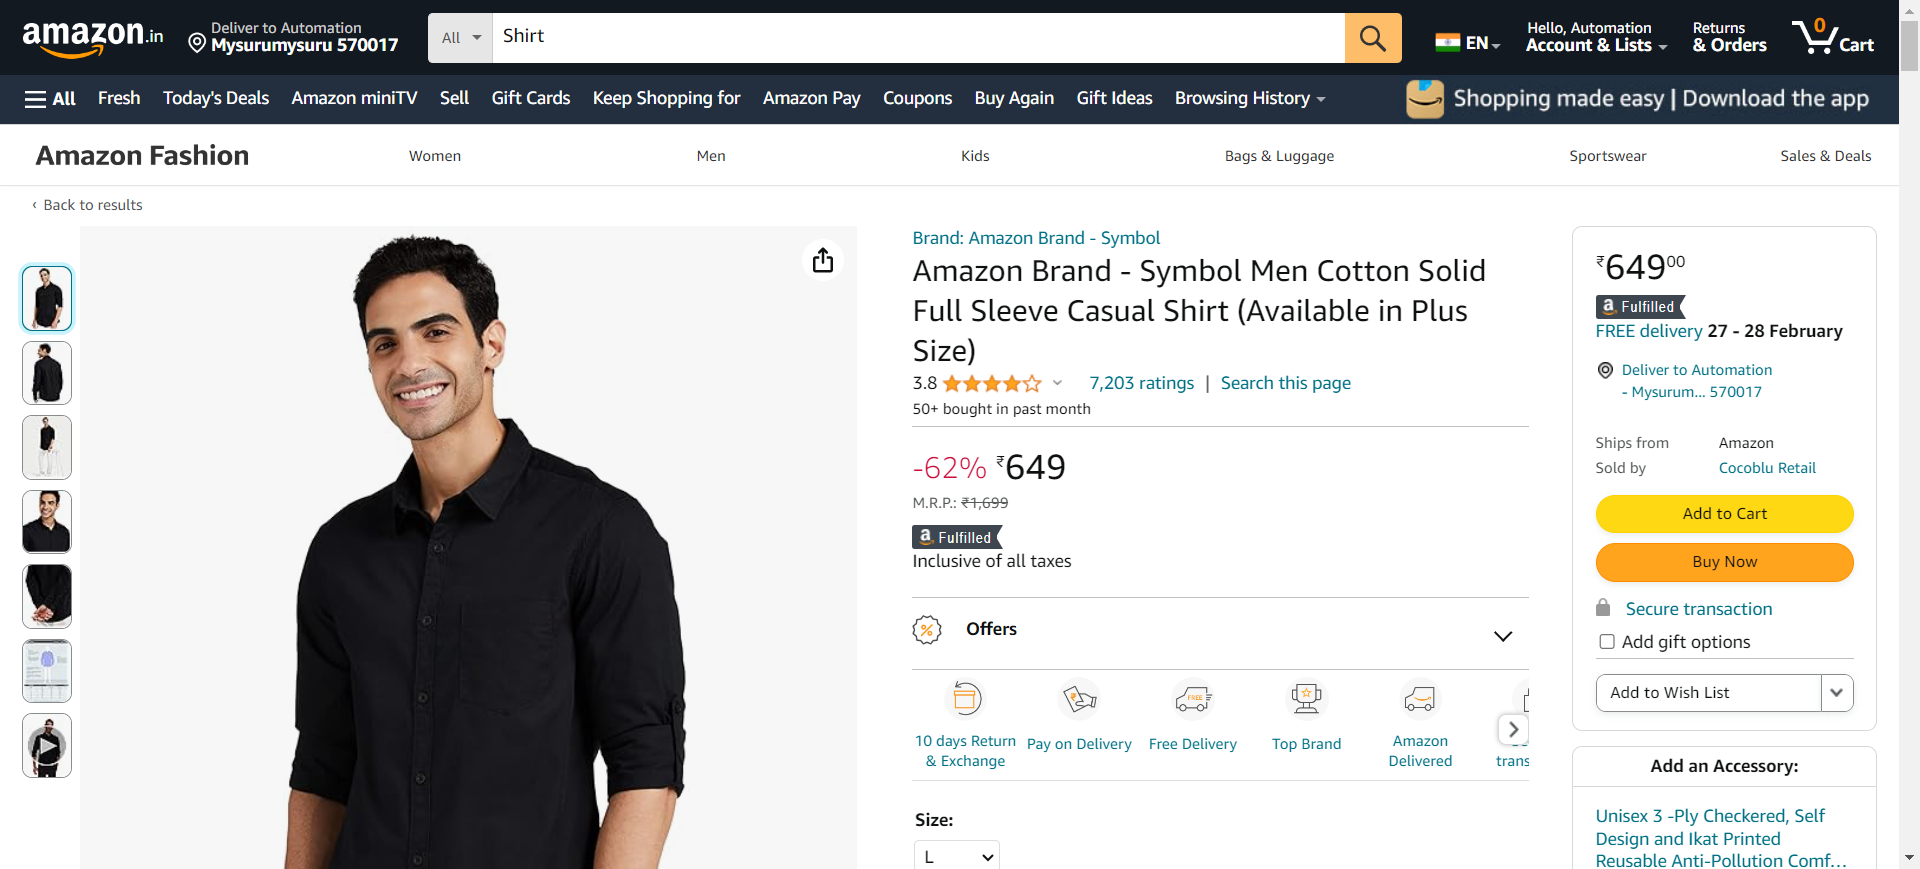 amazon.in
Deliver to Automation
Mysurumysuru 570017
All
Shirt
EN
Hello, Automation
Account & Lists
Returns
& Orders
0
Cart
All
Fresh
Today's Deals
Amazon miniTV
Sell
Gift Cards
Keep Shopping for
Amazon Pay
Coupons
Buy Again
Gift Ideas
Browsing History
Shopping made easy | Download the app
Amazon Fashion
Women
Men
Kids
Bags & Luggage
Sportswear
Sales & Deals
‹ Back to results
Brand: Amazon Brand - Symbol
Amazon Brand - Symbol Men Cotton Solid
Full Sleeve Casual Shirt (Available in Plus
Size)
3.8
7,203 ratings | Search this page
50+ bought in past month
-62% ₹649
M.R.P.: ₹1,699
a Fulfilled
Inclusive of all taxes
% Offers
10 days Return
& Exchange
Pay on Delivery
FREE
Free Delivery
Top Brand
Amazon
Delivered
trans
Size:
L
₹64900
a Fulfilled
FREE delivery 27 - 28 February
Deliver to Automation
- Mysurum... 570017
Ships from Amazon
Sold by Cocoblu Retail
Add to Cart
Buy Now
Secure transaction
Add gift options
Add to Wish List
Add an Accessory:
Unisex 3 -Ply Checkered, Self
Design and Ikat Printed
Reusable Anti-Pollution Comf...